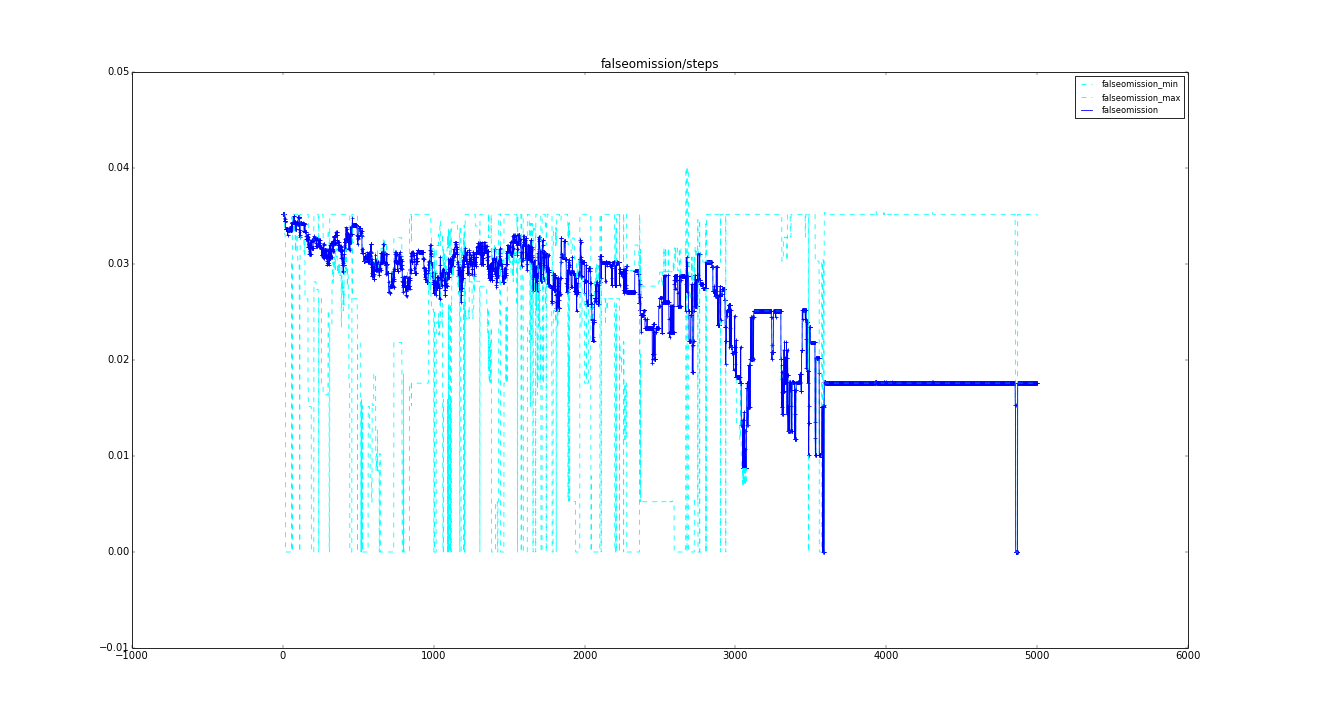 falseomission/steps
0.05
falseomission_min
falseomission_max
falseomission
0.04
0.03
0.02
0.01
0.00
−0.01
−1000 0 1000 2000 3000 4000 5000 6000